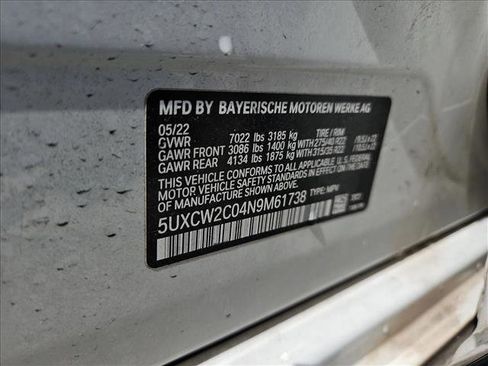 MFD BY BAYERISCHE MOTOREN WERKE AG
05/22
GVWR 7022 lbs 3185 kg TIRE / RIM
GAWR FRONT 3086 lbs 1400 kg WITH 275/40 R22
GAWR REAR 4134 lbs 1875 kg WITH 315/35 R22
THIS VEHICLE CONFORMS TO ALL APPLICABLE U.S. FEDERAL
MOTOR VEHICLE SAFETY STANDARDS IN EFFECT ON THE DATE
OF MANUFACTURE SHOWN ABOVE.
5UXCW2C04N9M61738 TYPE: MPV